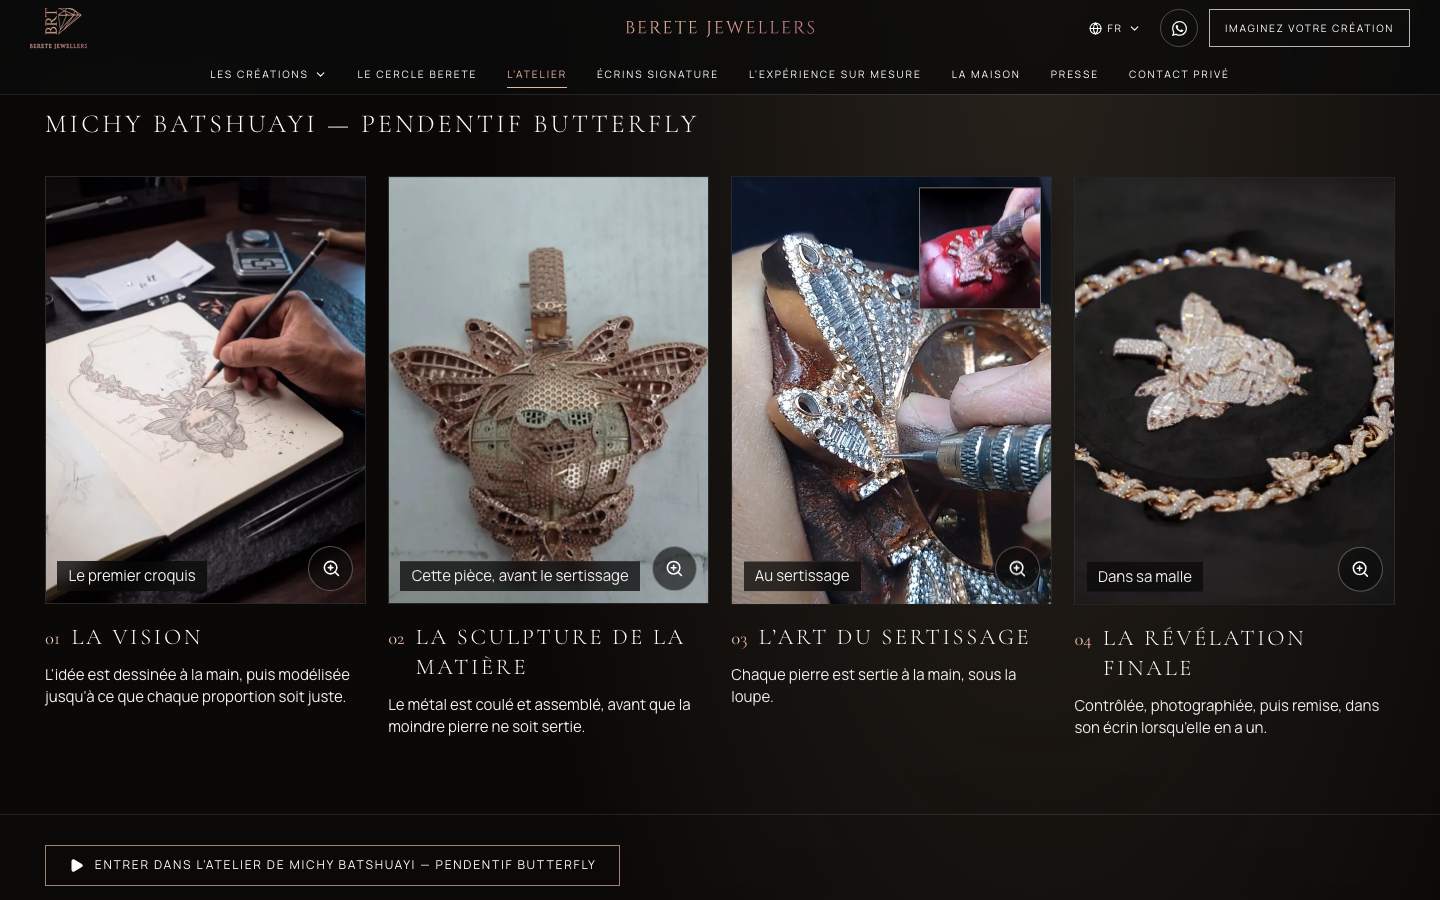 BRT
BERETE JEWELLERS
BERETE JEWELLERS
FR
IMAGINEZ VOTRE CRÉATION
LES CRÉATIONS
LE CERCLE BERETE
L'ATELIER
ÉCRINS SIGNATURE
L'EXPÉRIENCE SUR MESURE
LA MAISON
PRESSE
CONTACT PRIVÉ
MICHY BATSHUAYI — PENDENTIF BUTTERFLY
Le premier croquis
Cette pièce, avant le sertissage
Au sertissage
Dans sa malle
01 LA VISION
L'idée est dessinée à la main, puis modélisée
jusqu'à ce que chaque proportion soit juste.
02 LA SCULPTURE DE LA
MATIÈRE
Le métal est coulé et assemblé, avant que la
moindre pierre ne soit sertie.
03 L'ART DU SERTISSAGE
Chaque pierre est sertie à la main, sous la
loupe.
04 LA RÉVÉLATION
FINALE
Contrôlée, photographiée, puis remise, dans
son écrin lorsqu'elle en a un.
ENTRER DANS L'ATELIER DE MICHY BATSHUAYI — PENDENTIF BUTTERFLY